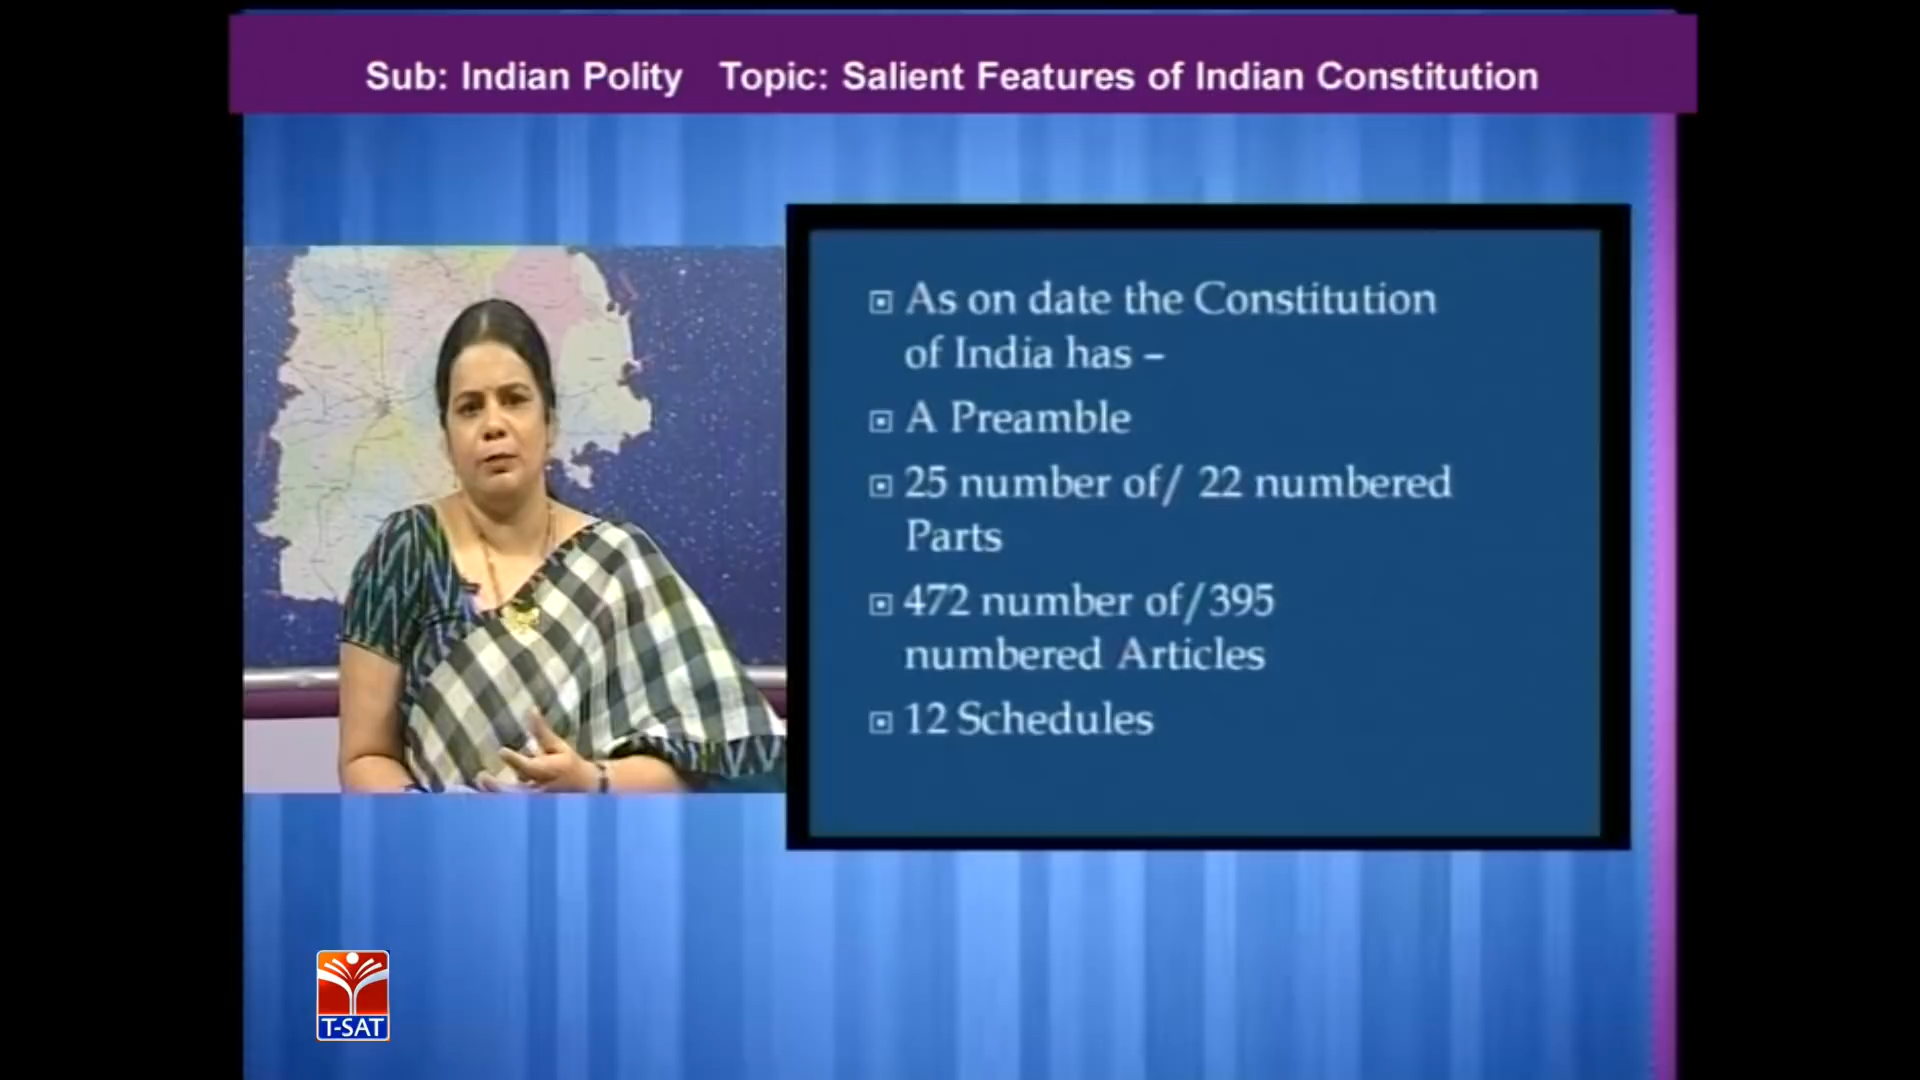 Sub: Indian Polity Topic: Salient Features of Indian Constitution
As on date the Constitution
of India has –
A Preamble
25 number of/ 22 numbered
Parts
472 number of/395
numbered Articles
12 Schedules
T-SAT